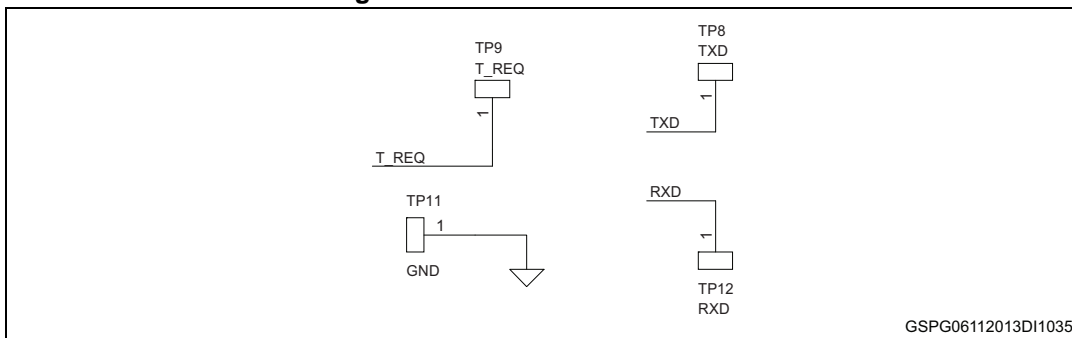 TP9
T_REQ
1
T_REQ
TP8
TXD
1
TXD
TP11
1
GND
RXD
1
TP12
RXD
GSPG06112013DI1035